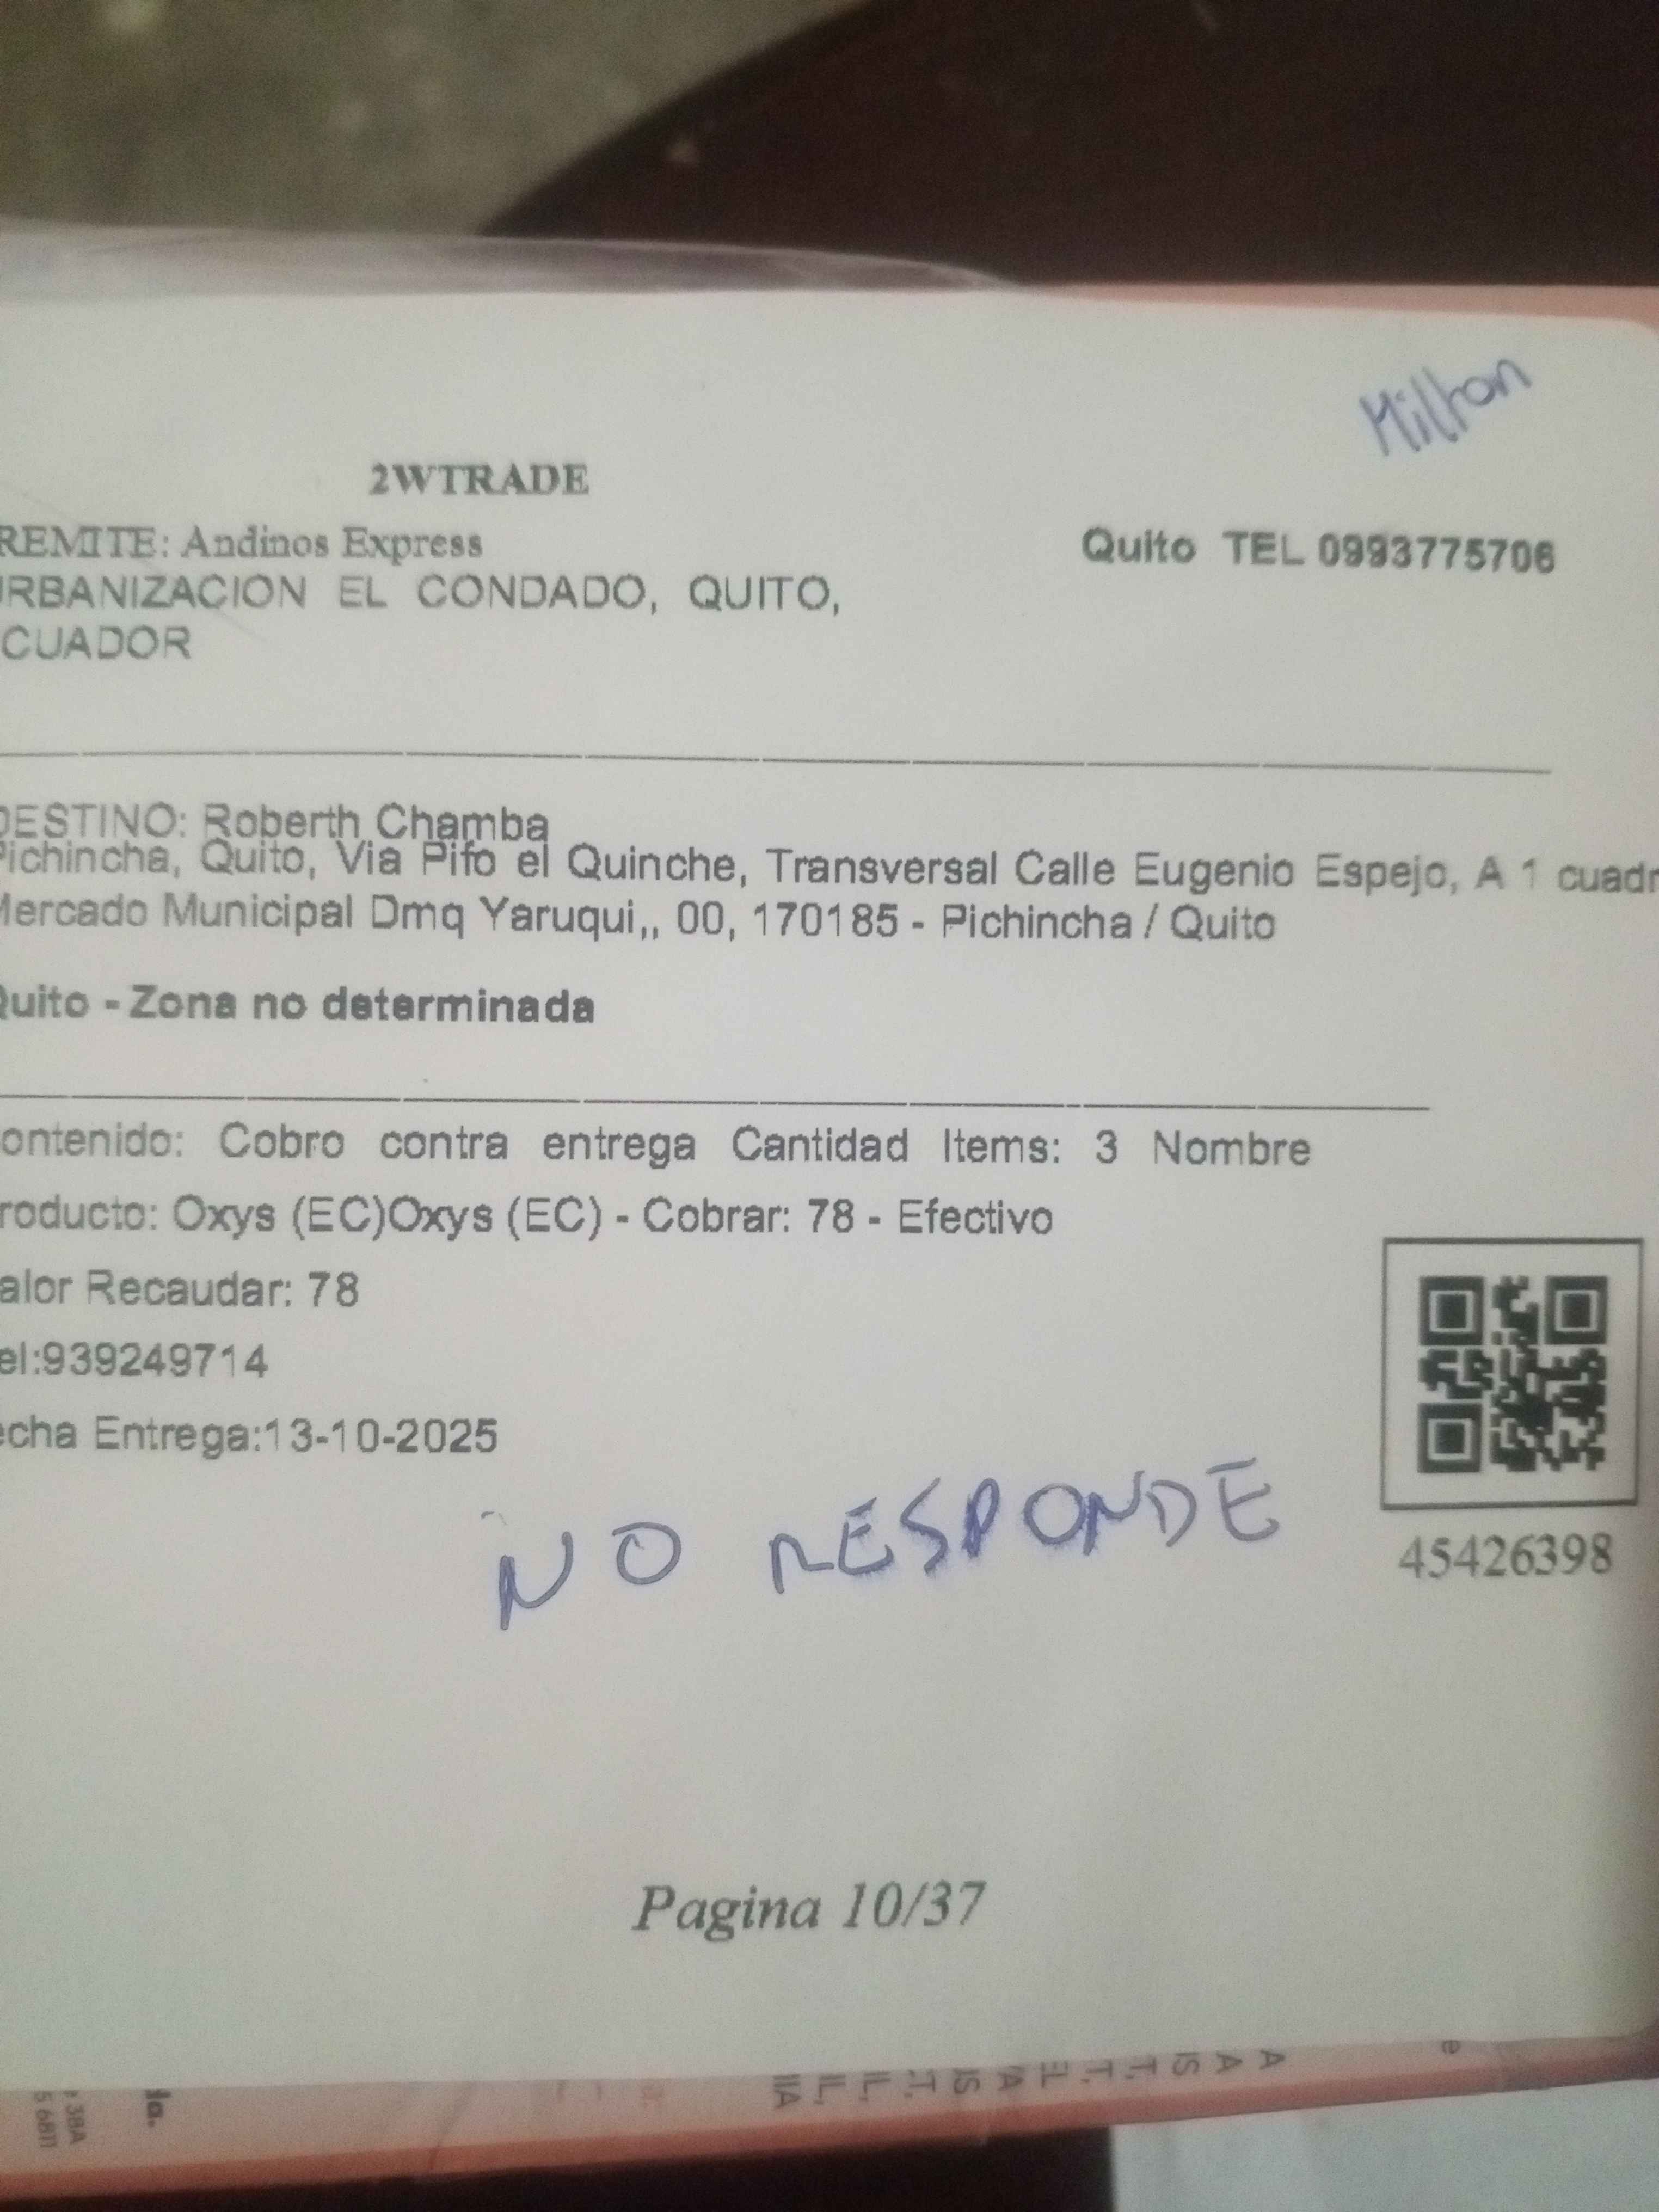 Milton
2WTRADE
REMITE: Andinos Express
Quito TEL 0993775706
URBANIZACION EL CONDADO, QUITO,
CUADOR
DESTINO: Roberth Chamba
Pichincha, Quito, Via Pifo el Quinche, Transversal Calle Eugenio Espejo, A 1 cuadr
Mercado Municipal Dmq Yaruqui,, 00, 170185 - Pichincha / Quito
Quito - Zona no determinada
ontenido: Cobro contra entrega Cantidad Items: 3 Nombre
roducto: Oxys (EC)Oxys (EC) - Cobrar: 78 - Efectivo
alor Recaudar: 78
el:939249714
echa Entrega:13-10-2025
NO RESPONDE
45426398
Pagina 10/37